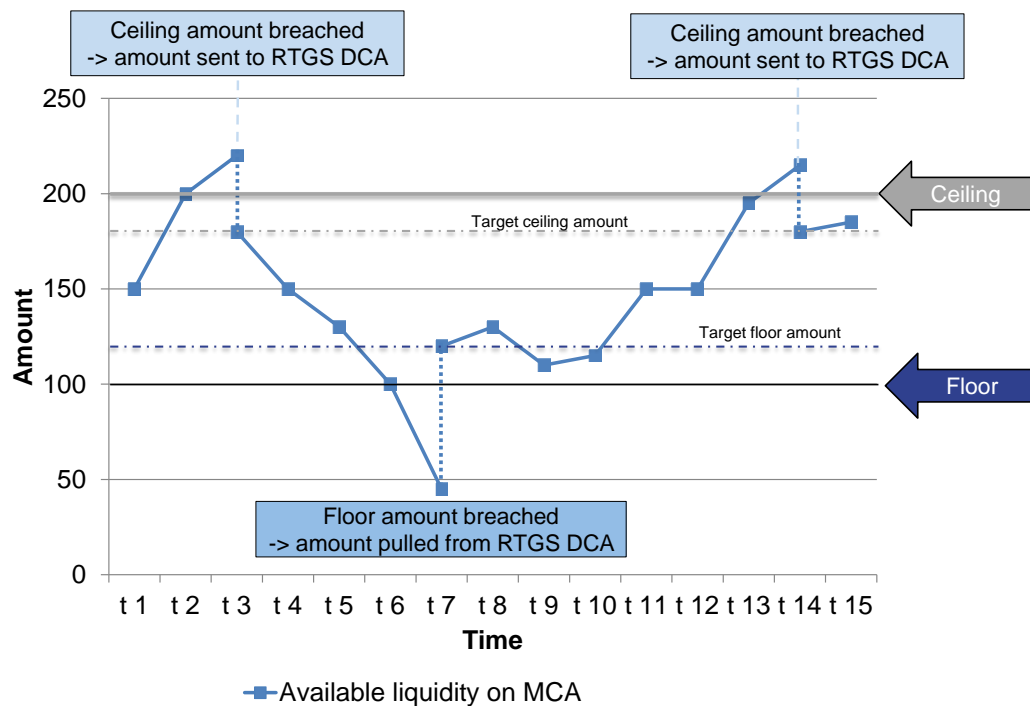 Ceiling amount breached
-> amount sent to RTGS DCA
Ceiling amount breached
-> amount sent to RTGS DCA
250
200
150
100
50
0
Amount
Target ceiling amount
Target floor amount
Ceiling
Floor
Floor amount breached
-> amount pulled from RTGS DCA
t 1 t 2 t 3 t 4 t 5 t 6 t 7 t 8 t 9 t 10 t 11 t 12 t 13 t 14 t 15
Time
Available liquidity on MCA